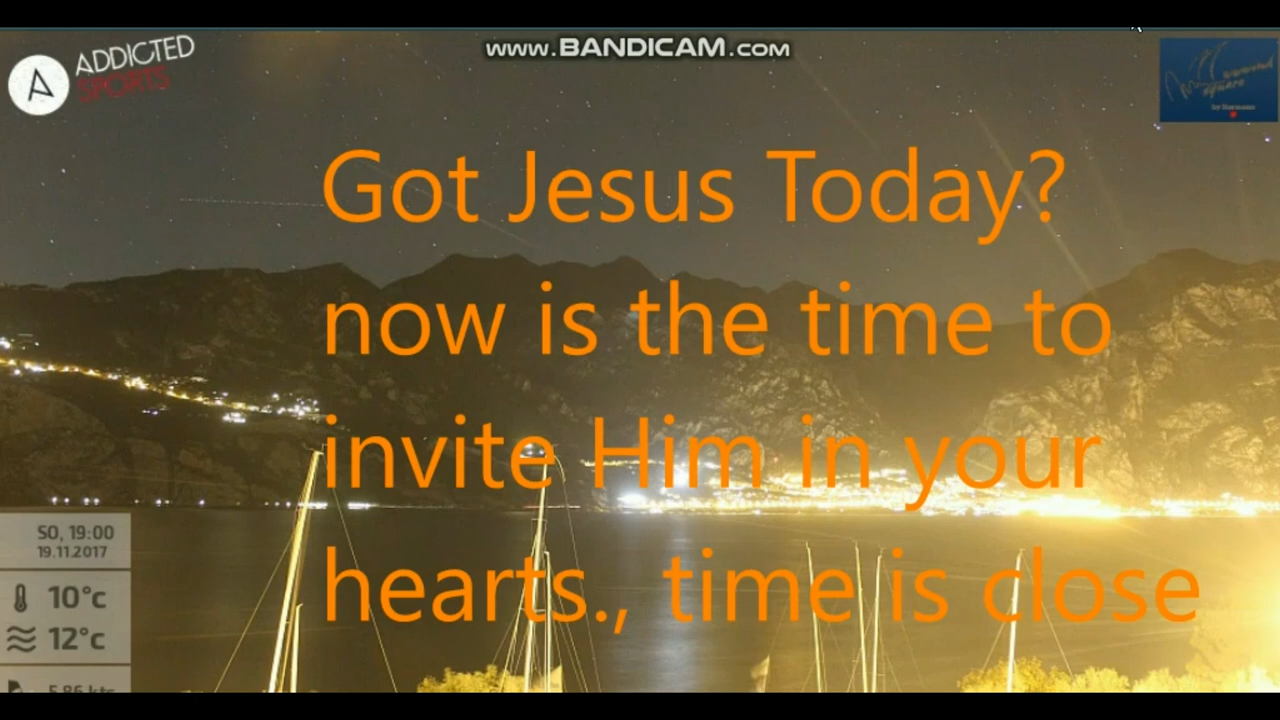 www.BANDICAM.com
A
ADDICTED
SPORTS
Got Jesus Today?
now is the time to
invite Him in your
hearts., time is close
SO, 19:00
19.11.2017
10°c
12°c